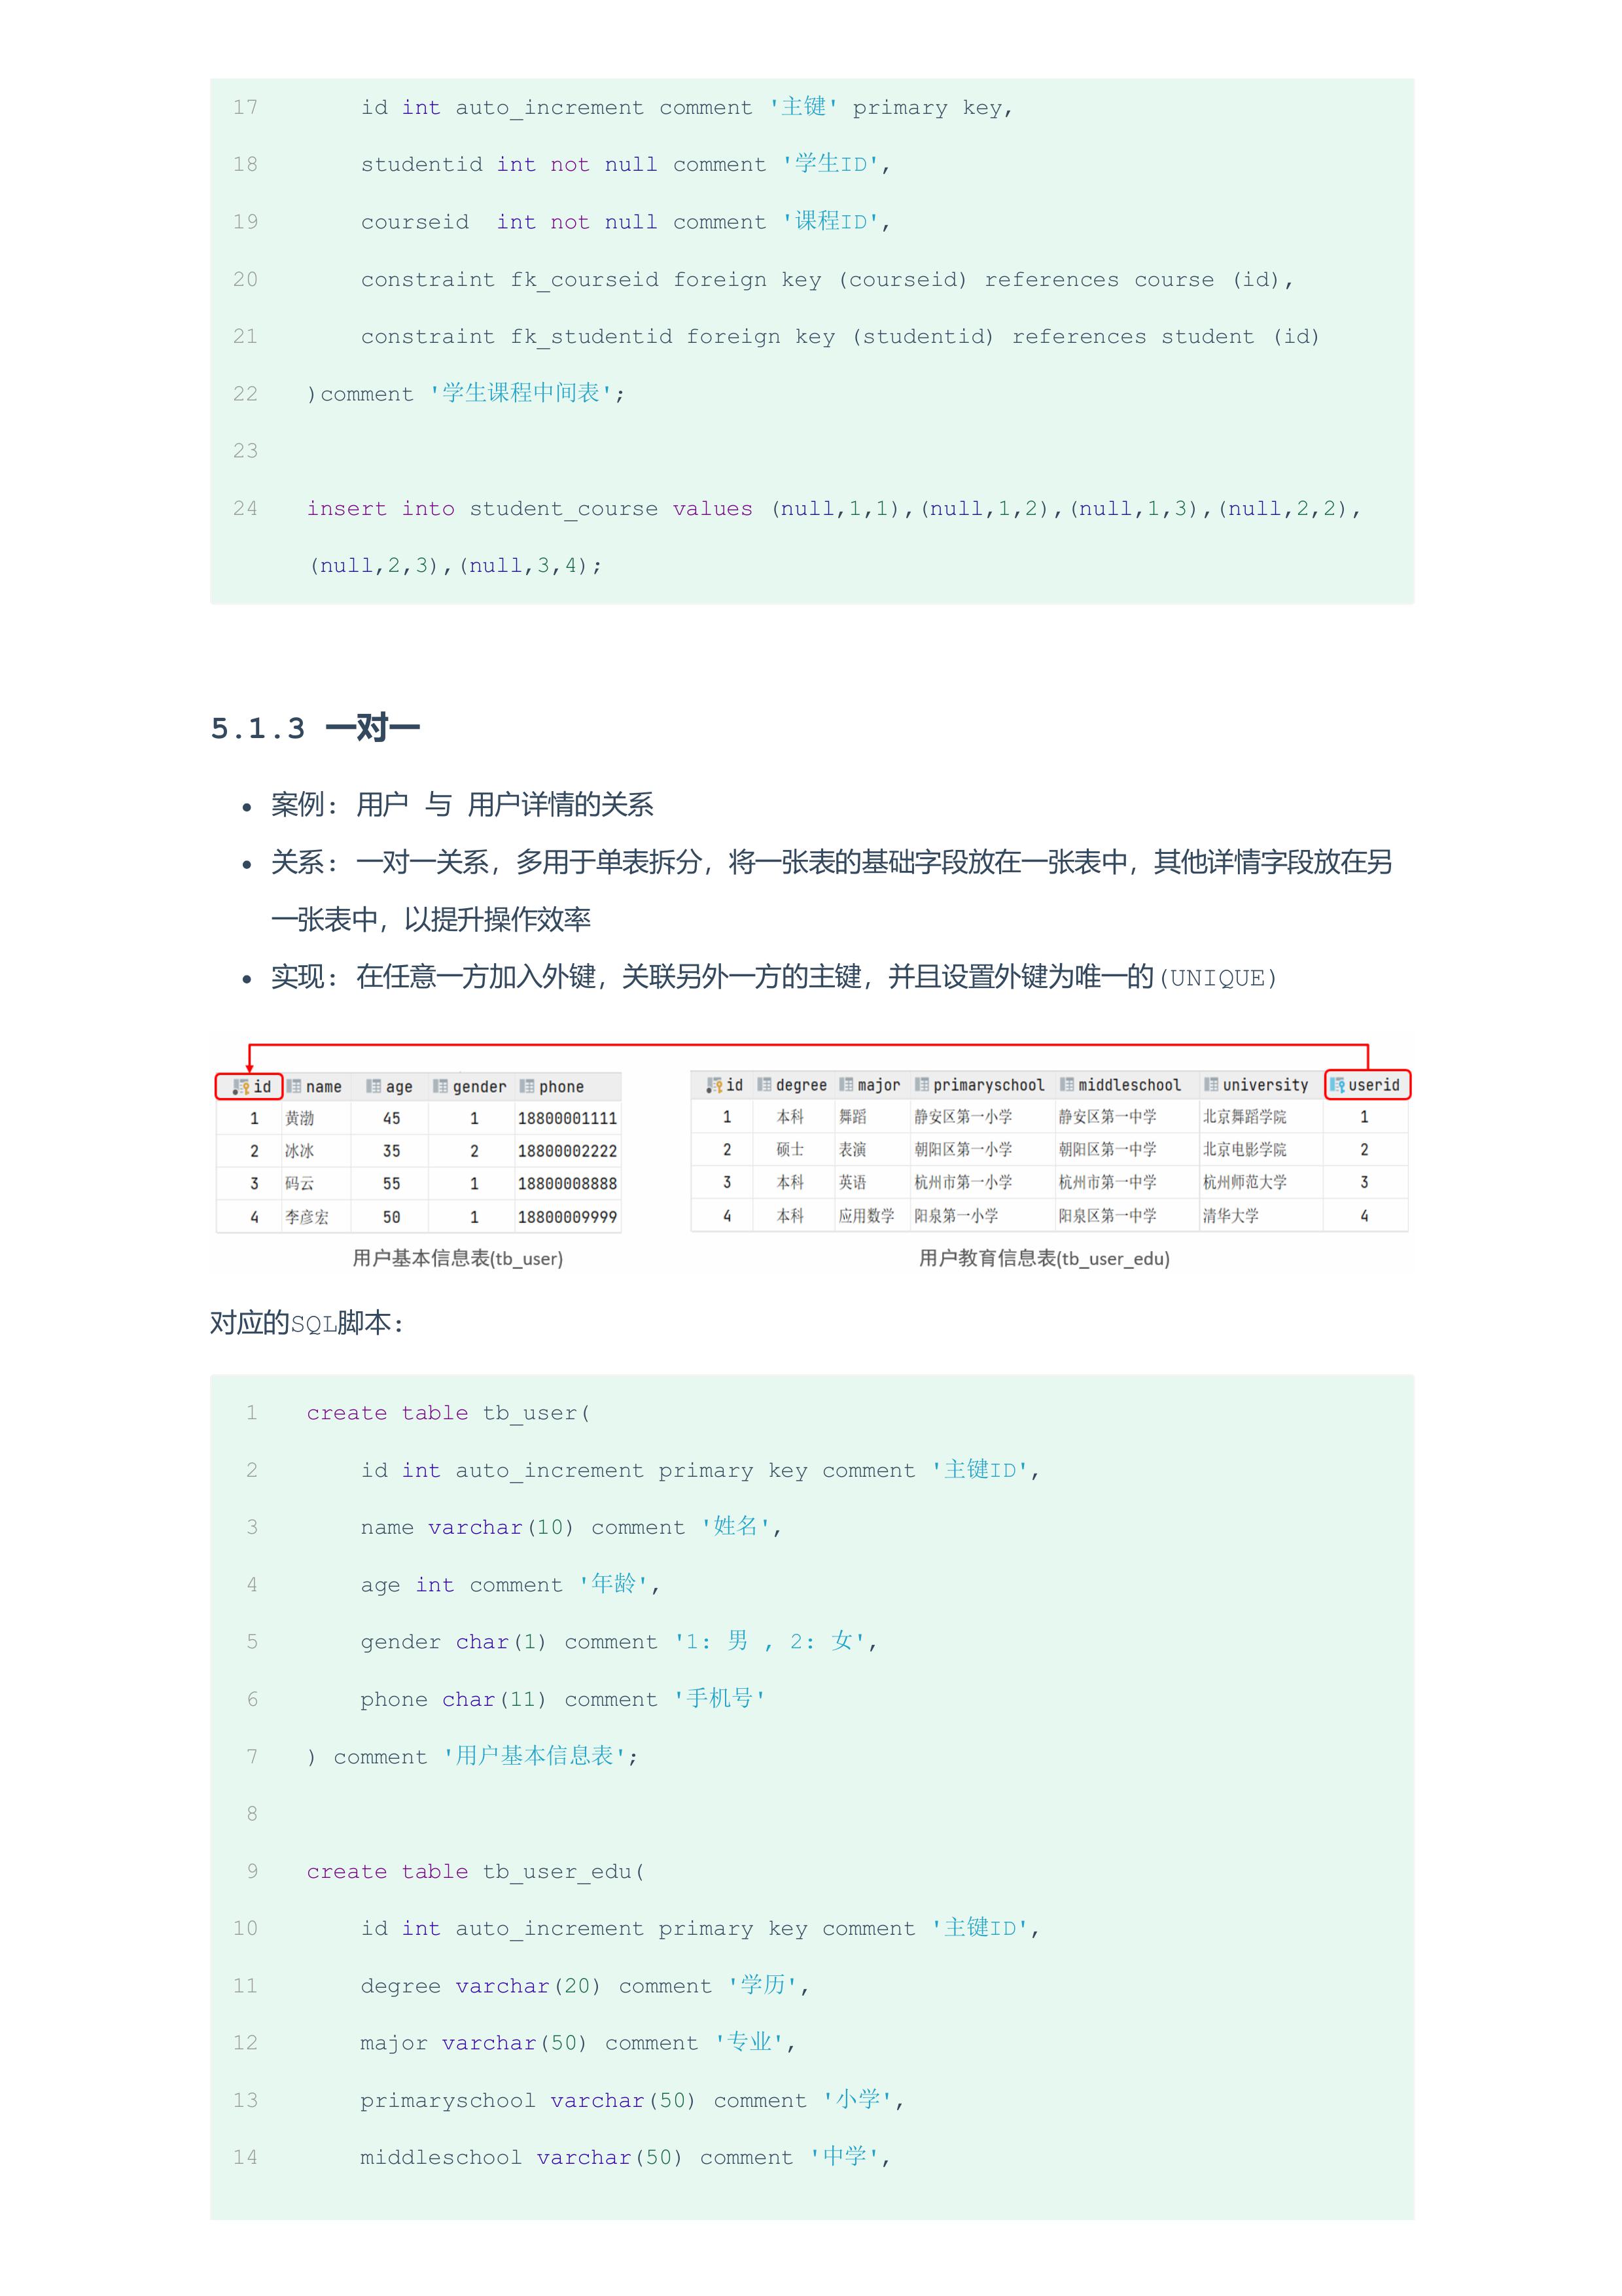 17 id int auto_increment comment '主键' primary key,
18 studentid int not null comment '学生ID',
19 courseid  int not null comment '课程ID',
20 constraint fk_courseid foreign key (courseid) references course (id),
21 constraint fk_studentid foreign key (studentid) references student (id)
22 )comment '学生课程中间表';
23
24 insert into student_course values (null,1,1),(null,1,2),(null,1,3),(null,2,2),
(null,2,3),(null,3,4);
5.1.3 一对一
• 案例: 用户 与 用户详情的关系
• 关系: 一对一关系，多用于单表拆分，将一张表的基础字段放在一张表中，其他详情字段放在另
一张表中，以提升操作效率
• 实现: 在任意一方加入外键，关联另外一方的主键，并且设置外键为唯一的(UNIQUE)
id name age gender phone
1 黄渤 45 1 18800001111
2 冰冰 35 2 18800002222
3 码云 55 1 18800008888
4 李彦宏 50 1 18800009999
用户基本信息表(tb_user)
id degree major primaryschool middleschool university userid
1 本科 舞蹈 静安区第一小学 静安区第一中学 北京舞蹈学院 1
2 硕士 表演 朝阳区第一小学 朝阳区第一中学 北京电影学院 2
3 本科 英语 杭州市第一小学 杭州市第一中学 杭州师范大学 3
4 本科 应用数学 阳泉第一小学 阳泉区第一中学 清华大学 4
用户教育信息表(tb_user_edu)
对应的SQL脚本:
1 create table tb_user(
2 id int auto_increment primary key comment '主键ID',
3 name varchar(10) comment '姓名',
4 age int comment '年龄',
5 gender char(1) comment '1: 男 , 2: 女',
6 phone char(11) comment '手机号'
7 ) comment '用户基本信息表';
8
9 create table tb_user_edu(
10 id int auto_increment primary key comment '主键ID',
11 degree varchar(20) comment '学历',
12 major varchar(50) comment '专业',
13 primaryschool varchar(50) comment '小学',
14 middleschool varchar(50) comment '中学',